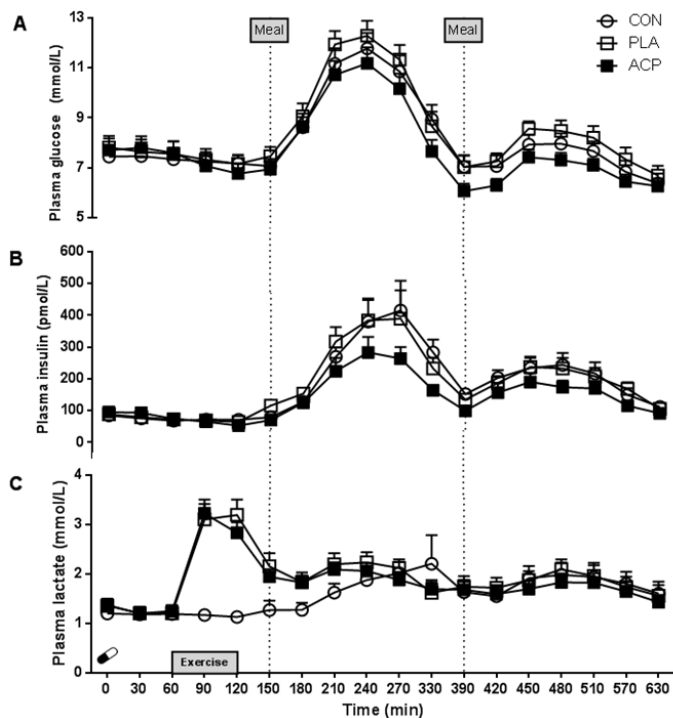 A
Plasma glucose (mmol/L)
13
11
9
7
5
Meal
Meal
CON
PLA
ACP
B
Plasma insulin (pmol/L)
600
500
400
300
200
100
0
C
Plasma lactate (mmol/L)
4
3
2
1
0
Exercise
0 30 60 90 120 150 180 210 240 270 330 390 420 450 480 510 570 630
Time (min)